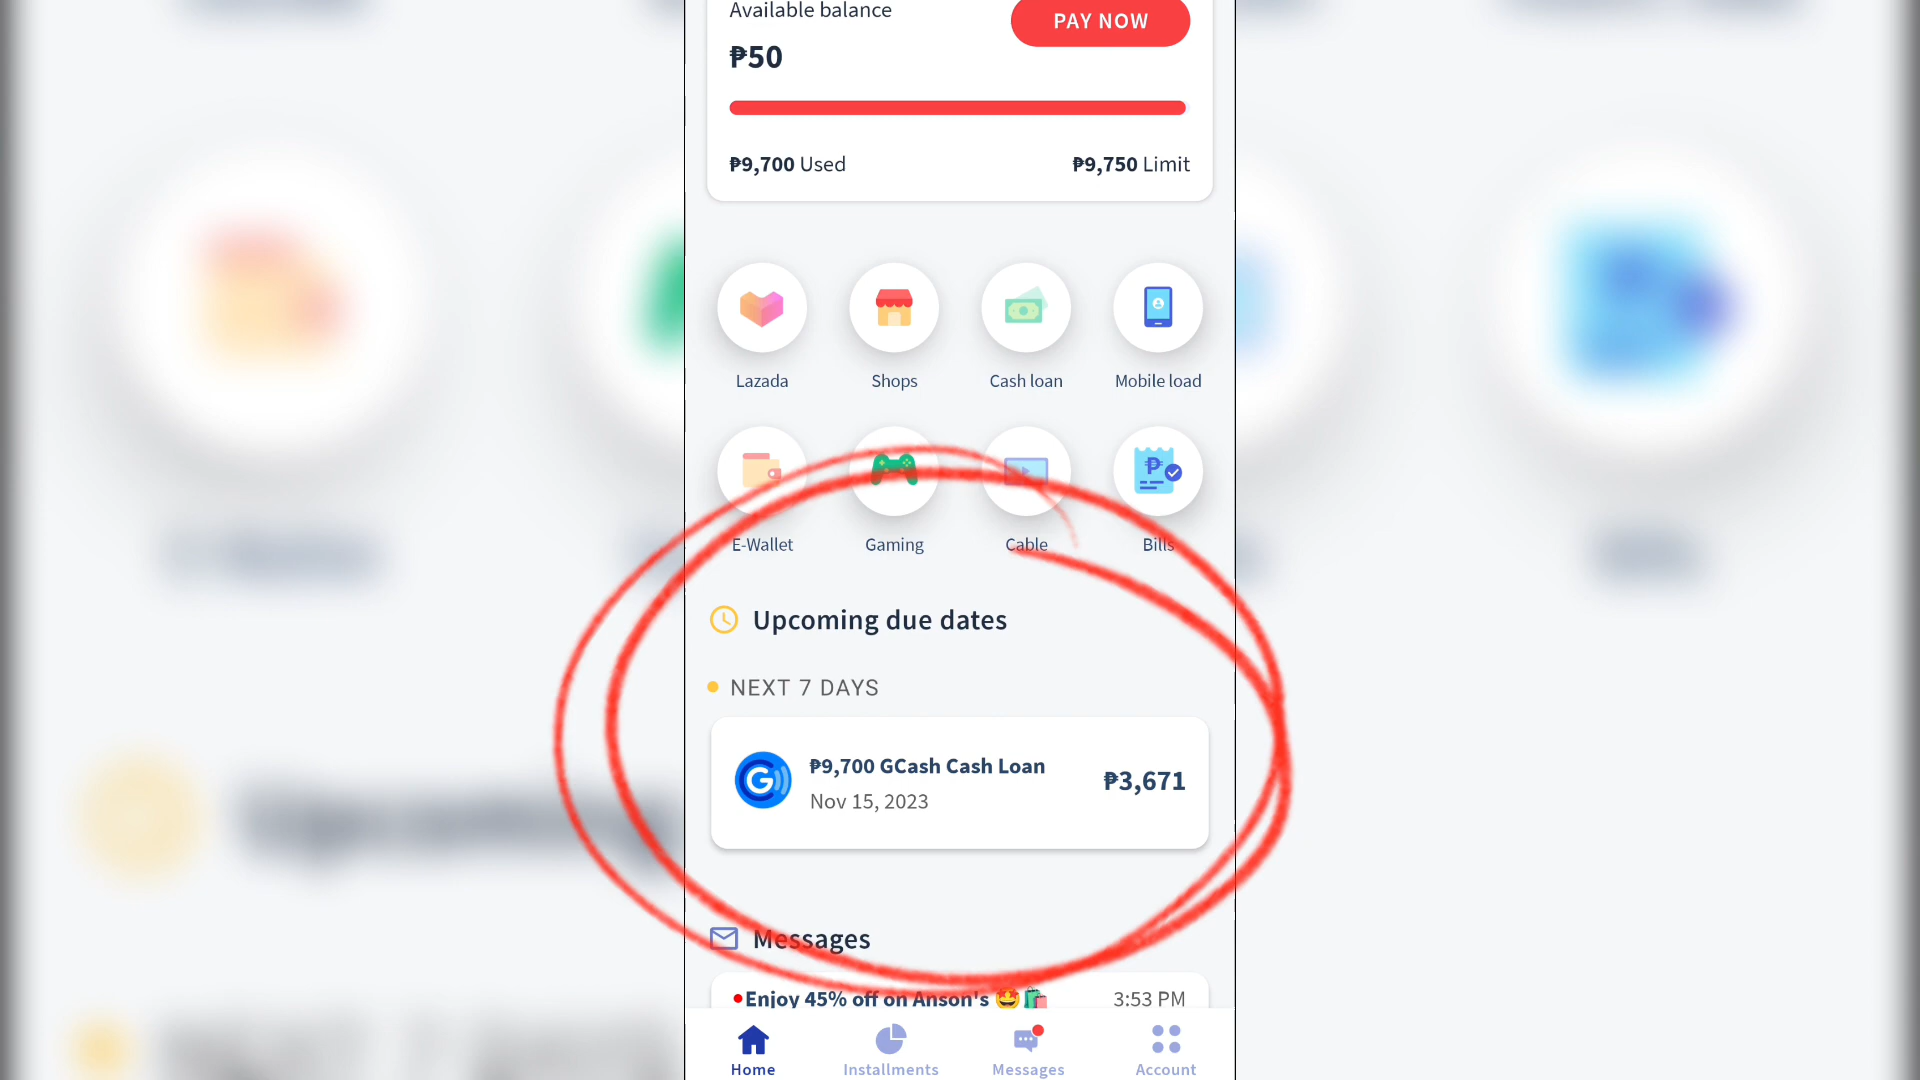 Available balance
PAY NOW
₱50
₱9,700 Used
₱9,750 Limit
Lazada
Shops
Cash loan
Mobile load
E-Wallet
Gaming
Cable
Bills
Upcoming due dates
NEXT 7 DAYS
₱9,700 GCash Cash Loan
Nov 15, 2023
₱3,671
Messages
Enjoy 45% off on Anson's 🤩🛍️
3:53 PM
Home
Installments
Messages
Account